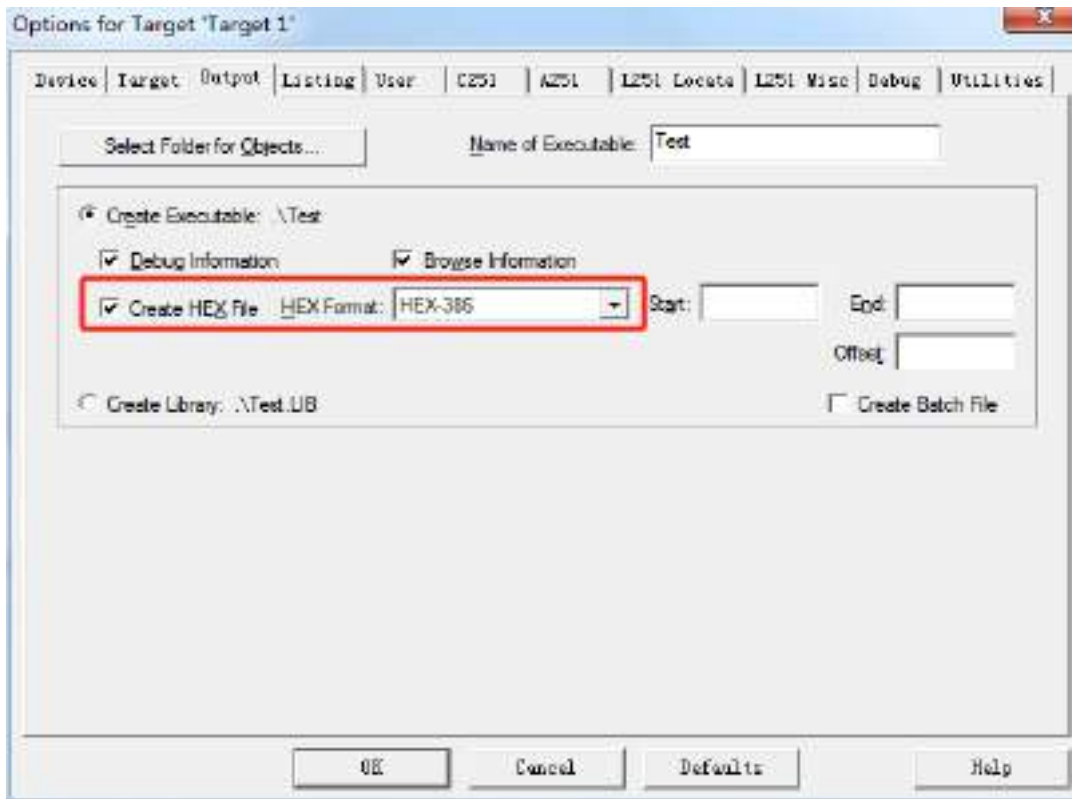 Options for Target 'Target 1'
Device Target Output Listing User C251 A251 L251 Locate L251 Misc Debug Utilities
Select Folder for Objects... Name of Executable: Test
Create Executable: .\Test
Debug Information Browse Information
Create HEX File HEX Format: HEX-386 Start: End:
Offset:
Create Library: .\Test.LIB Create Batch File
OK Cancel Defaults Help